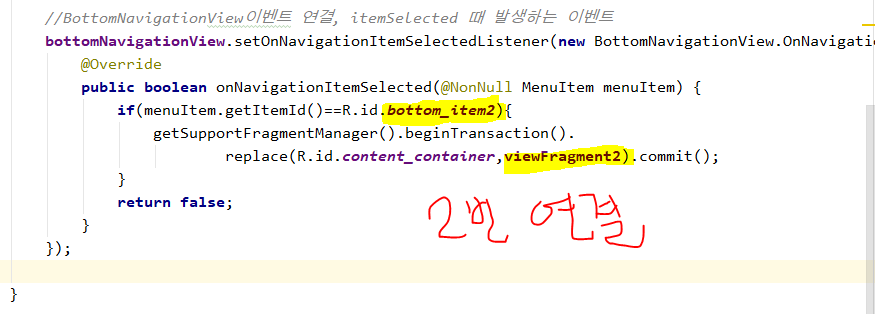 //BottomNavigationView이벤트 연결, itemSelected 때 발생하는 이벤트
bottomNavigationView.setOnNavigationItemSelectedListener(new BottomNavigationView.OnNavigatio
@Override
public boolean onNavigationItemSelected(@NonNull MenuItem menuItem) {
if(menuItem.getItemId()==R.id.bottom_item2){
getSupportFragmentManager().beginTransaction().
replace(R.id.content_container,viewFragment2).commit();
}
return false;
}
});
}
2번 연결